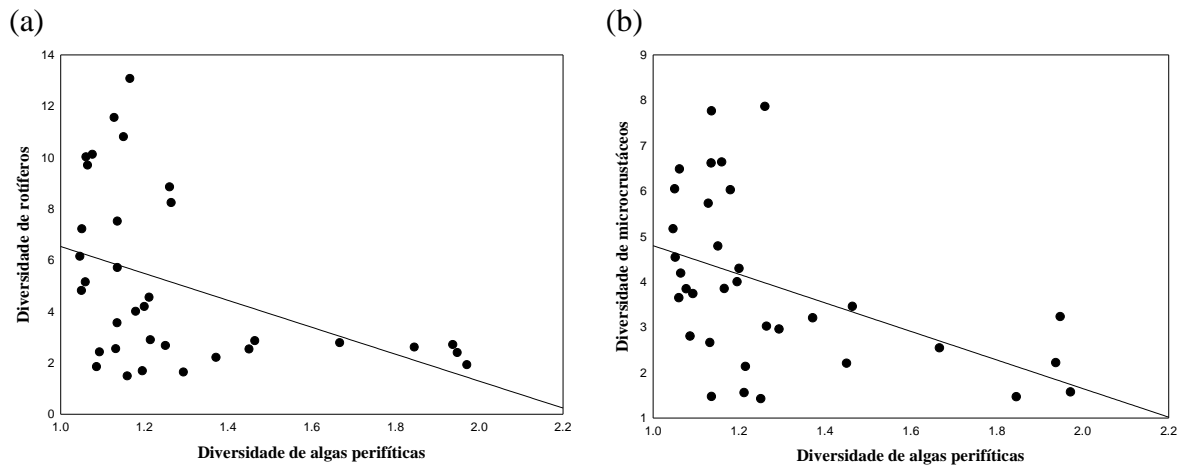 (a)
(b)
14
12
10
8
6
4
2
0
Diversidade de rotíferos
1.0 1.2 1.4 1.6 1.8 2.0 2.2
Diversidade de algas perifíticas
9
8
7
6
5
4
3
2
1
Diversidade de microcrustáceos
1.0 1.2 1.4 1.6 1.8 2.0 2.2
Diversidade de algas perifíticas